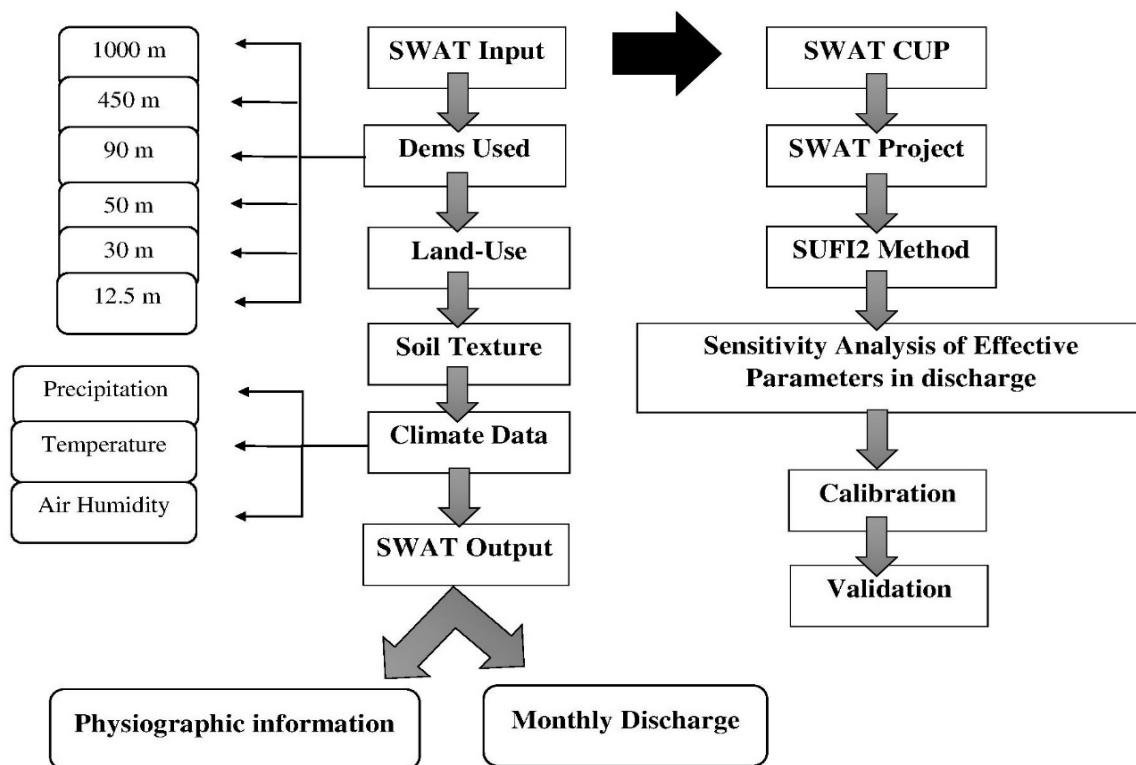 1000 m
450 m
90 m
50 m
30 m
12.5 m
Precipitation
Temperature
Air Humidity
SWAT Input
Dems Used
Land-Use
Soil Texture
Climate Data
SWAT Output
Physiographic information
Monthly Discharge
SWAT CUP
SWAT Project
SUFI2 Method
Sensitivity Analysis of Effective
Parameters in discharge
Calibration
Validation